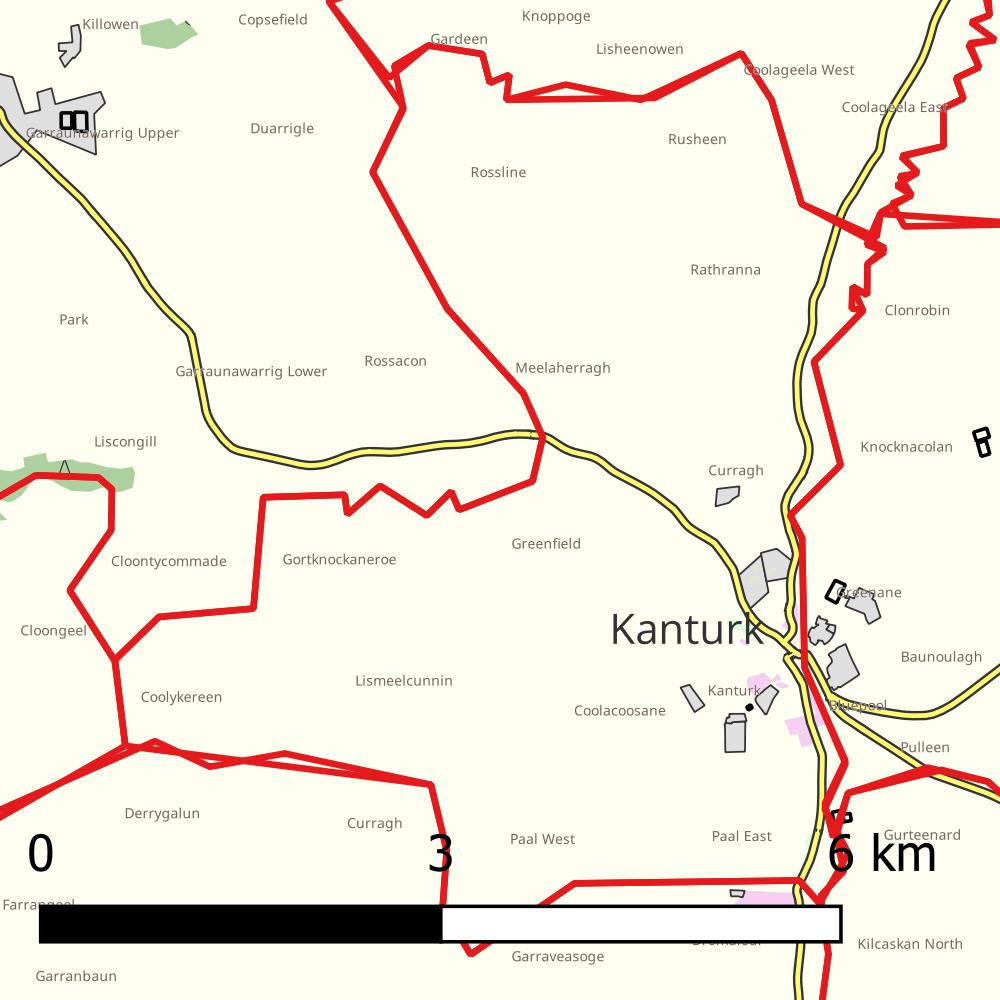 Knoppoge
Copsefield
Killowen
Gardeen
Lisheenowen
Coolageela West
Coolageela East
Duarrigle
Garraunawarrig Upper
Rusheen
Rossline
Rathranna
Clonrobin
Park
Rossacon
Meelaherragh
Garraunawarrig Lower
Liscongill
Knocknacolan
Curragh
Greenfield
Cloontycommade
Gortknockaneroe
Greenane
Cloongeel
Kanturk
Baunoulagh
Lismeelcunnin
Kanturk
Coolykereen
Bluepool
Coolacoosane
Pulleen
Derrygalun
Curragh
Gurteenard
Paal West
Paal East
0 3 6 km
Farrangeel
Dromalour
Kilcaskan North
Garraveasoge
Garranbaun